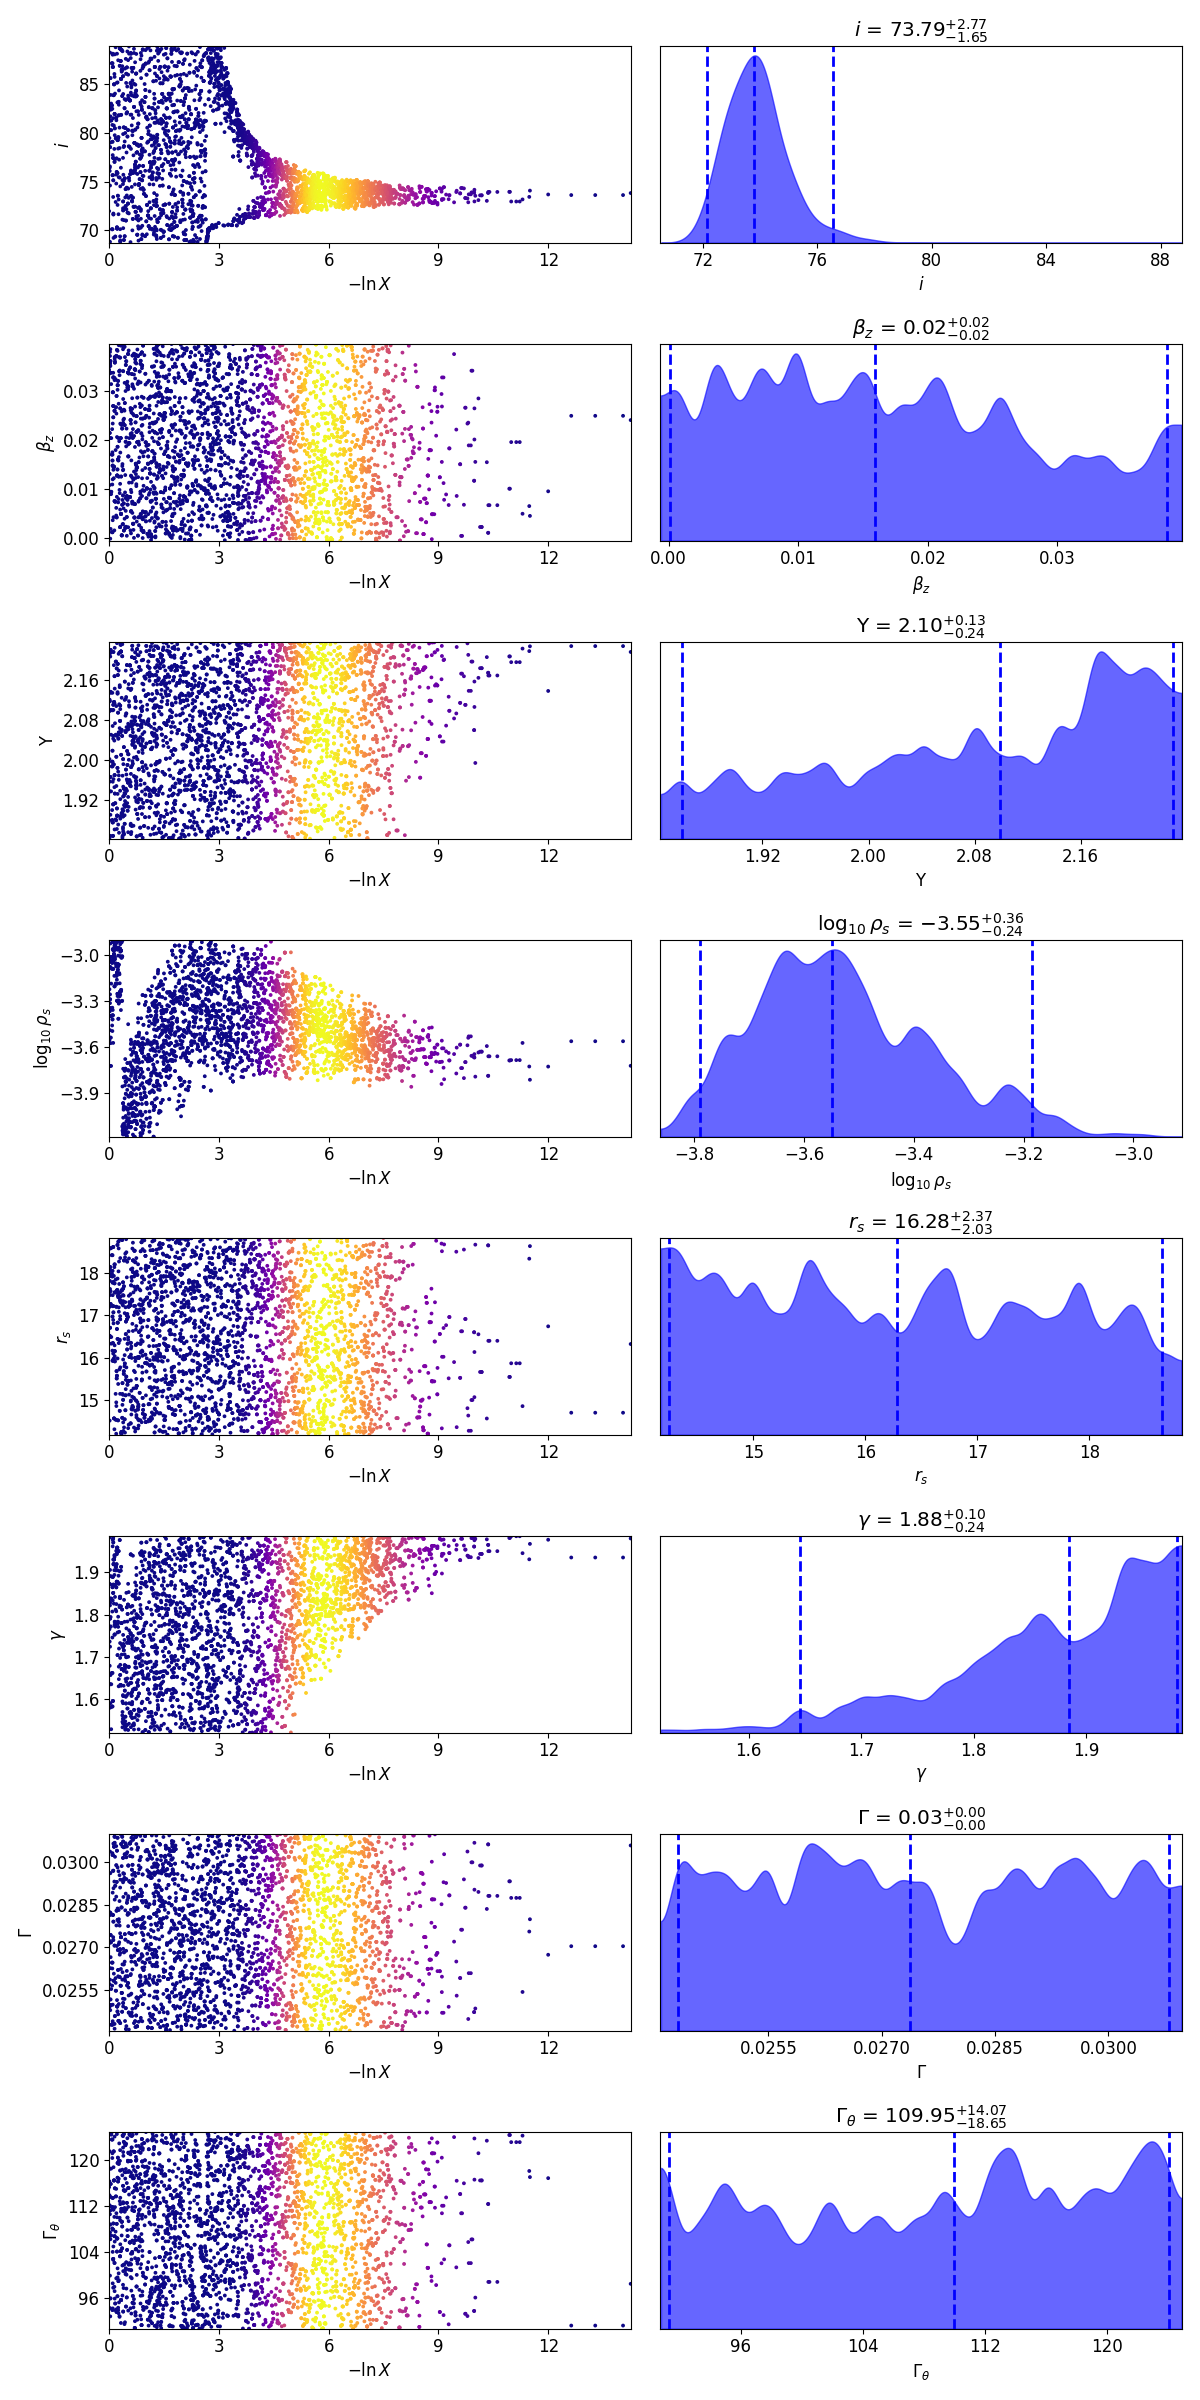 i = 73.79 +2.77 −1.65
85
80
75
70
i
0 3 6 9 12
−ln X
72 76 80 84 88
i
β_z = 0.02 +0.02 −0.02
0.03
0.02
0.01
0.00
β_z
0 3 6 9 12
−ln X
0.00 0.01 0.02 0.03
β_z
Υ = 2.10 +0.13 −0.24
2.16
2.08
2.00
1.92
Υ
0 3 6 9 12
−ln X
1.92 2.00 2.08 2.16
Υ
log₁₀ ρ_s = −3.55 +0.36 −0.24
−3.0
−3.3
−3.6
−3.9
log₁₀ ρ_s
0 3 6 9 12
−ln X
−3.8 −3.6 −3.4 −3.2 −3.0
log₁₀ ρ_s
r_s = 16.28 +2.37 −2.03
18
17
16
15
r_s
0 3 6 9 12
−ln X
15 16 17 18
r_s
γ = 1.88 +0.10 −0.24
1.9
1.8
1.7
1.6
γ
0 3 6 9 12
−ln X
1.6 1.7 1.8 1.9
γ
Γ = 0.03 +0.00 −0.00
0.0300
0.0285
0.0270
0.0255
Γ
0 3 6 9 12
−ln X
0.0255 0.0270 0.0285 0.0300
Γ
Γ_θ = 109.95 +14.07 −18.65
120
112
104
96
Γ_θ
0 3 6 9 12
−ln X
96 104 112 120
Γ_θ